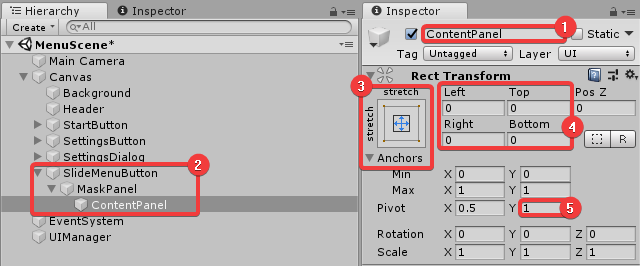 Hierarchy
Inspector
Create
All
MenuScene*
Main Camera
Canvas
Background
Header
StartButton
SettingsButton
SettingsDialog
SlideMenuButton
2
MaskPanel
ContentPanel
EventSystem
UIManager
Inspector
ContentPanel
1
Static
Tag Untagged Layer UI
Rect Transform
3
stretch
stretch
Left Top Pos Z
0 0 0
Right Bottom
4
0 0
R
Anchors
Min X 0 Y 0
Max X 1 Y 1
Pivot X 0.5 Y 1
5
Rotation X 0 Y 0 Z 0
Scale X 1 Y 1 Z 1